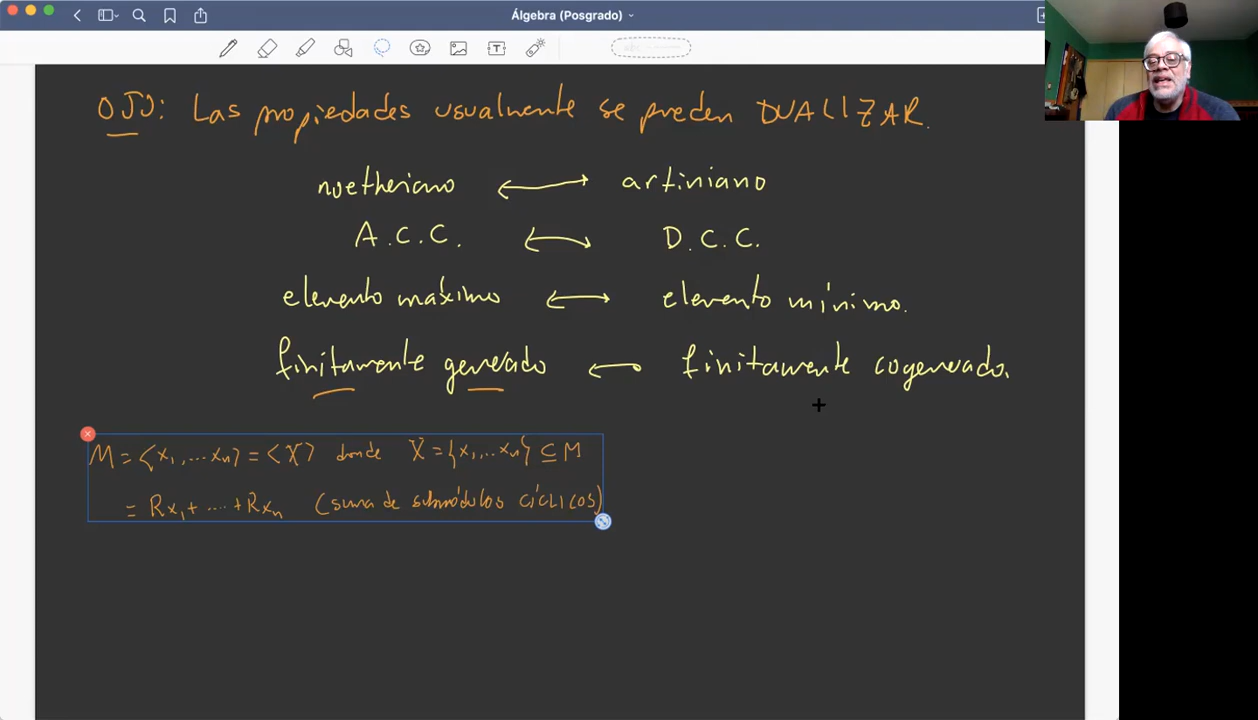 Álgebra (Posgrado)
OJO: Las propiedades usualmente se pueden DUALIZAR.
noetheriano ⟷ artiniano
A.C.C. ⟷ D.C.C.
elemento máximo ⟷ elemento mínimo.
finitamente generado ⟷ finitamente cogenerado.
M = <x₁, ... xₙ> = <X> donde X = {x₁, ... xₙ} ⊆ M
= Rx₁ + .... + Rxₙ (suma de submódulos CÍCLICOS)